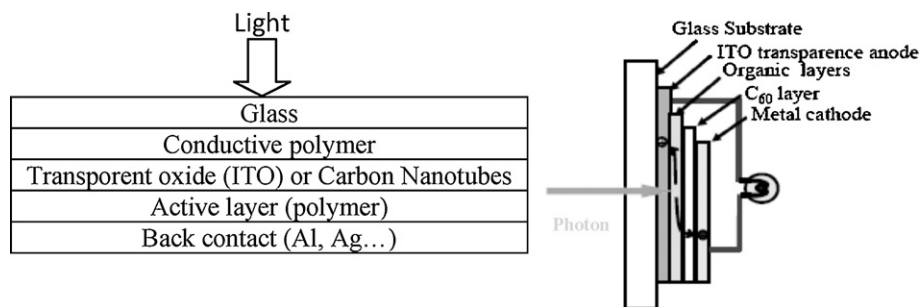 Light
Glass
Conductive polymer
Transporent oxide (ITO) or Carbon Nanotubes
Active layer (polymer)
Back contact (Al, Ag…)
Glass Substrate
ITO transparence anode
Organic layers
C60 layer
Metal cathode
Photon